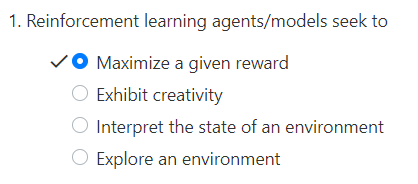 1. Reinforcement learning agents/models seek to
Maximize a given reward
Exhibit creativity
Interpret the state of an environment
Explore an environment